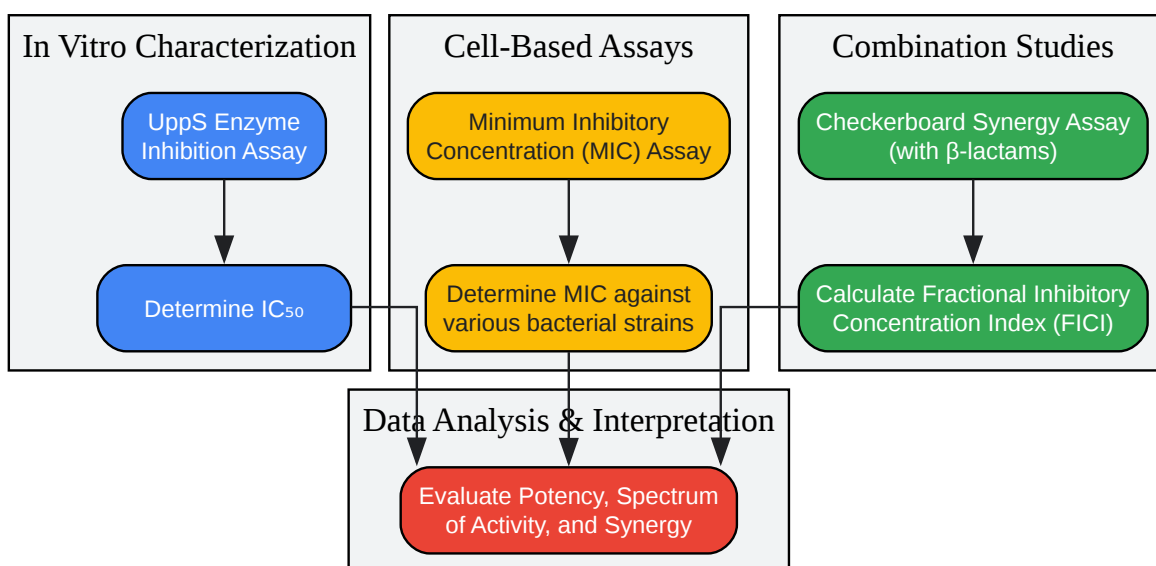 In Vitro Characterization
UppS Enzyme
Inhibition Assay
Determine IC₅₀
Cell-Based Assays
Minimum Inhibitory
Concentration (MIC) Assay
Determine MIC against
various bacterial strains
Combination Studies
Checkerboard Synergy Assay
(with β-lactams)
Calculate Fractional Inhibitory
Concentration Index (FICI)
Data Analysis & Interpretation
Evaluate Potency, Spectrum
of Activity, and Synergy